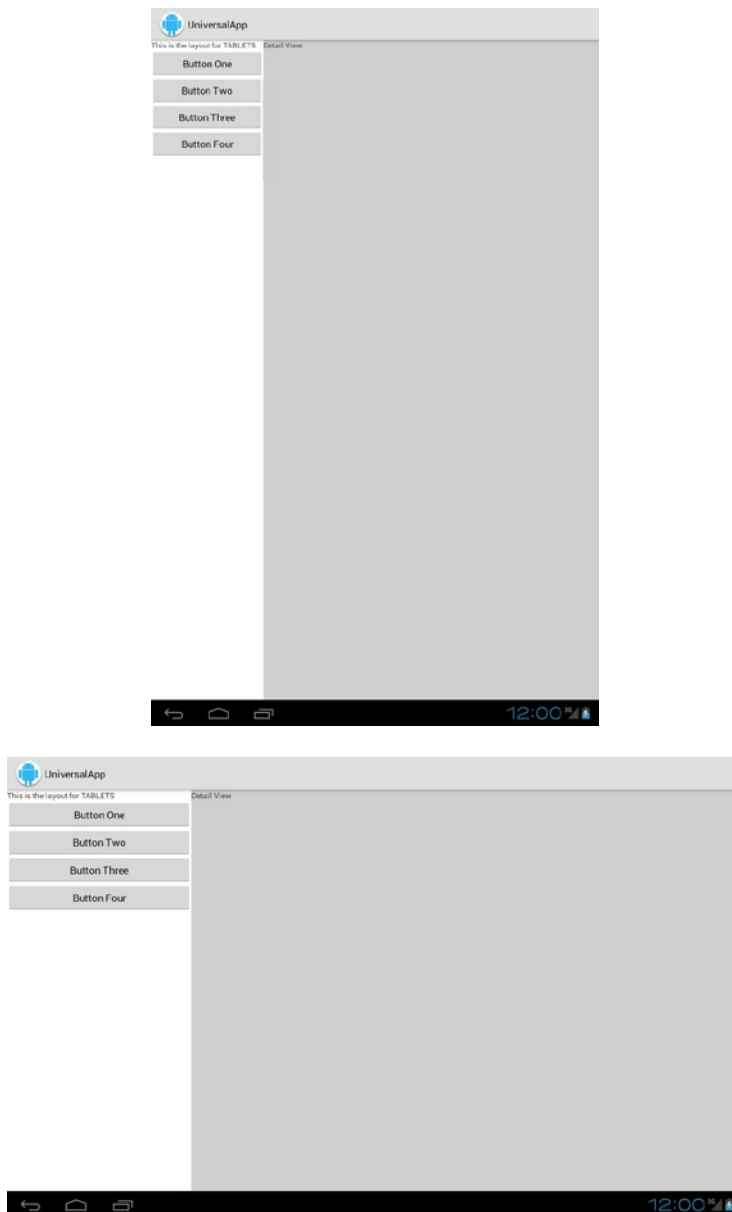 UniversalApp
This is the layout for TABLETS Detail View
Button One
Button Two
Button Three
Button Four
12:00 3G
UniversalApp
This is the layout for TABLETS Detail View
Button One
Button Two
Button Three
Button Four
12:00 3G